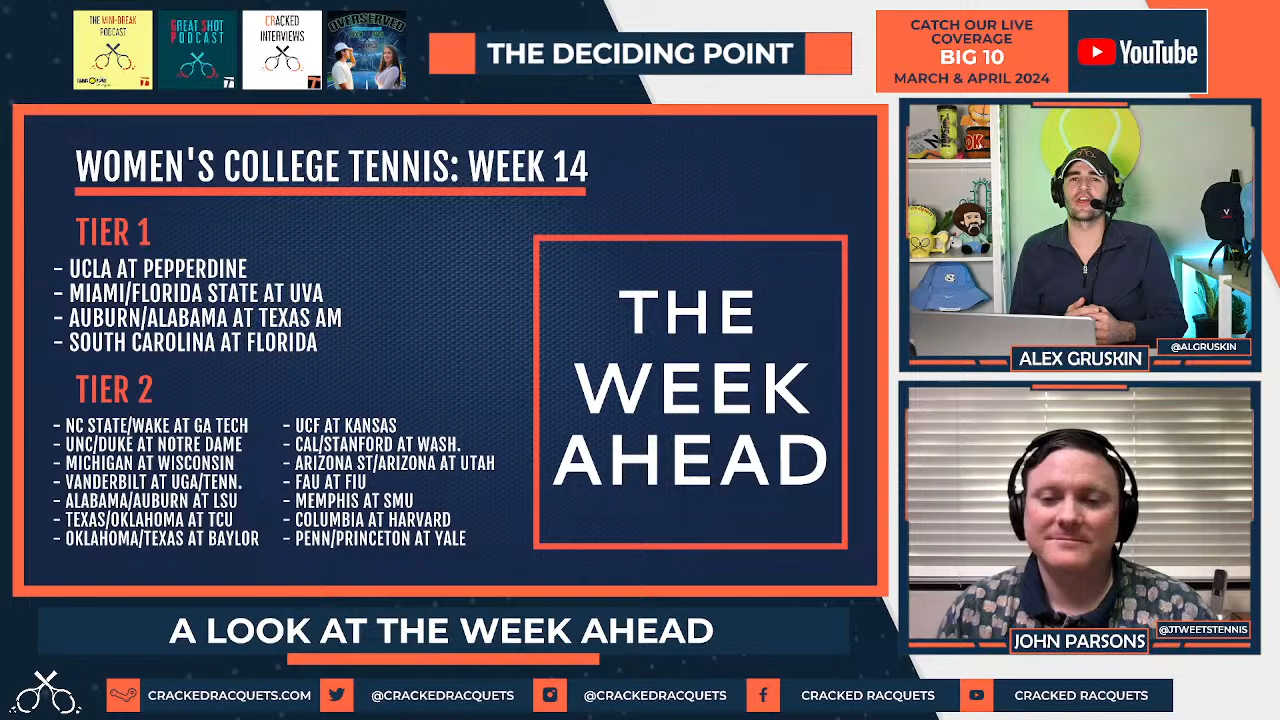 THE MINI-BREAK
PODCAST
GREAT SHOT
PODCAST
CRACKED
INTERVIEWS
OVERSERVED
THE DECIDING POINT
CATCH OUR LIVE
COVERAGE
BIG 10
MARCH & APRIL 2024
YouTube
WOMEN'S COLLEGE TENNIS: WEEK 14
TIER 1
- UCLA AT PEPPERDINE
- MIAMI/FLORIDA STATE AT UVA
- AUBURN/ALABAMA AT TEXAS AM
- SOUTH CAROLINA AT FLORIDA
TIER 2
- NC STATE/WAKE AT GA TECH
- UNC/DUKE AT NOTRE DAME
- MICHIGAN AT WISCONSIN
- VANDERBILT AT UGA/TENN.
- ALABAMA/AUBURN AT LSU
- TEXAS/OKLAHOMA AT TCU
- OKLAHOMA/TEXAS AT BAYLOR
- UCF AT KANSAS
- CAL/STANFORD AT WASH.
- ARIZONA ST/ARIZONA AT UTAH
- FAU AT FIU
- MEMPHIS AT SMU
- COLUMBIA AT HARVARD
- PENN/PRINCETON AT YALE
THE
WEEK
AHEAD
ALEX GRUSKIN
@ALGRUSKIN
JOHN PARSONS
@JTWEETSTENNIS
A LOOK AT THE WEEK AHEAD
CRACKEDRACQUETS.COM
@CRACKEDRACQUETS
@CRACKEDRACQUETS
CRACKED RACQUETS
CRACKED RACQUETS